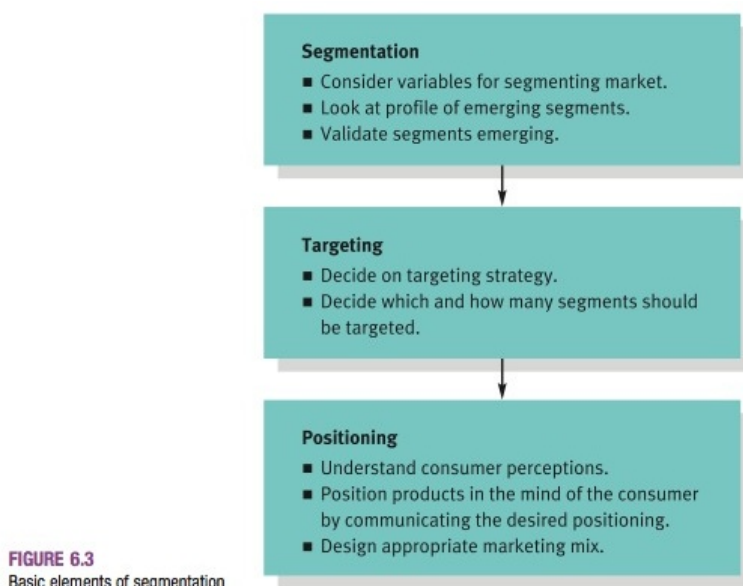 Segmentation
■ Consider variables for segmenting market.
■ Look at profile of emerging segments.
■ Validate segments emerging.
Targeting
■ Decide on targeting strategy.
■ Decide which and how many segments should
be targeted.
Positioning
■ Understand consumer perceptions.
■ Position products in the mind of the consumer
by communicating the desired positioning.
■ Design appropriate marketing mix.
FIGURE 6.3
Basic elements of segmentation